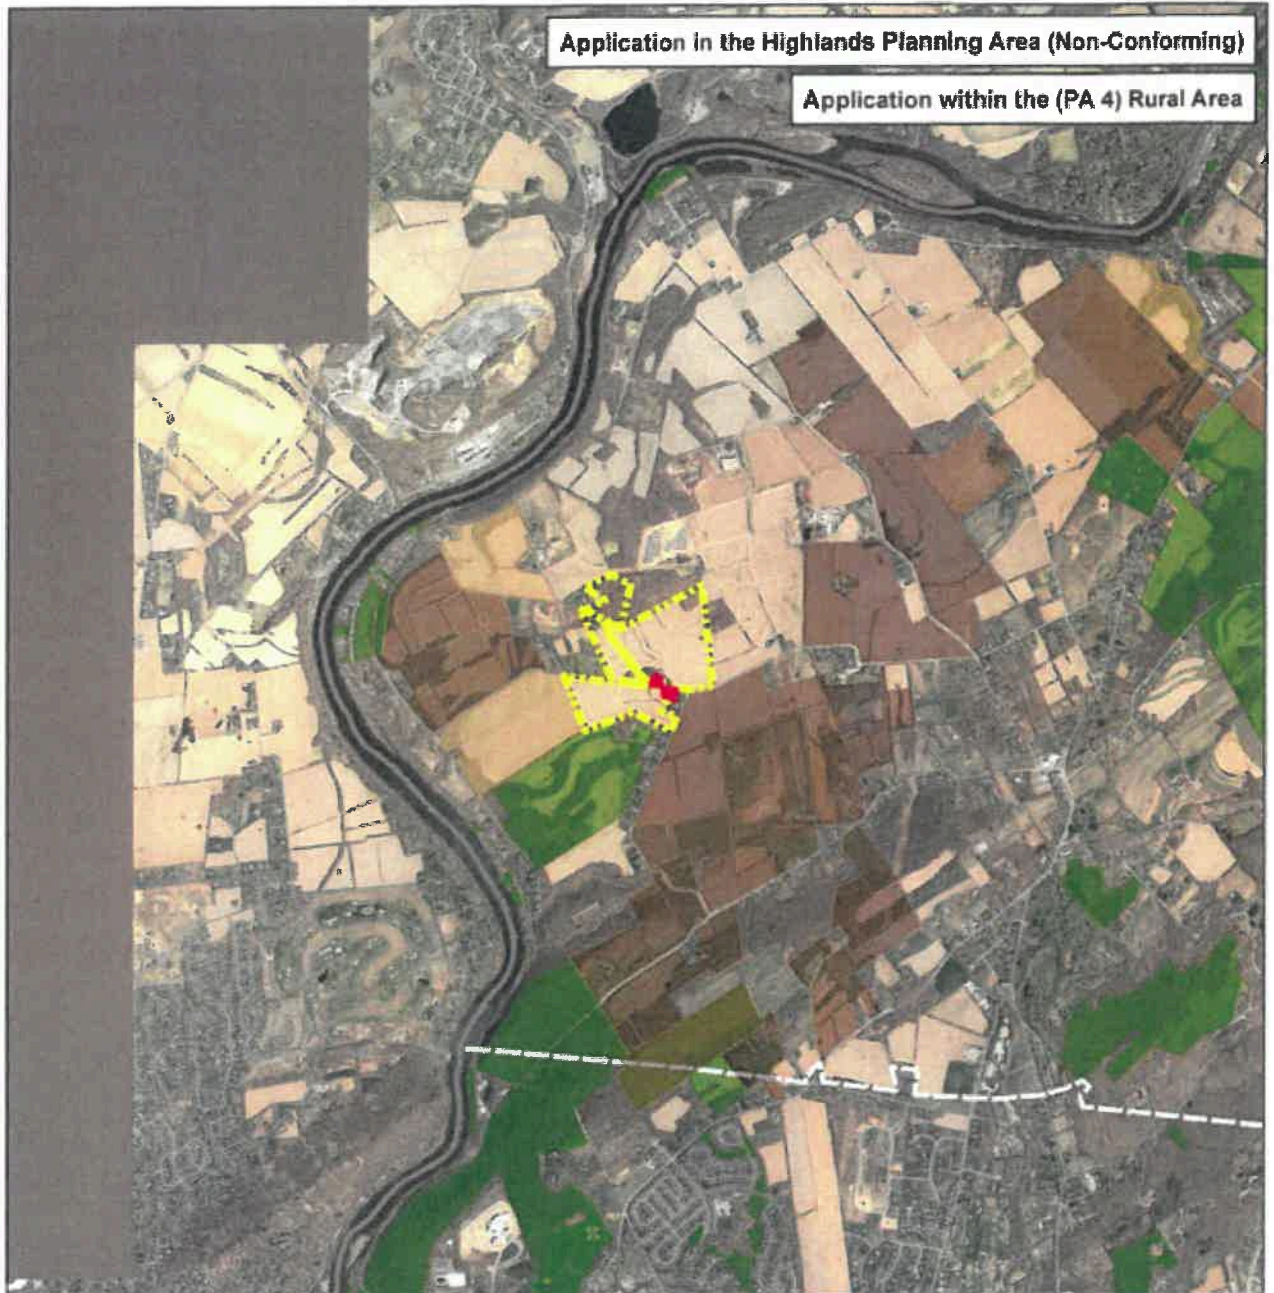 Application in the Highlands Planning Area (Non-Conforming)
Application within the (PA 4) Rural Area